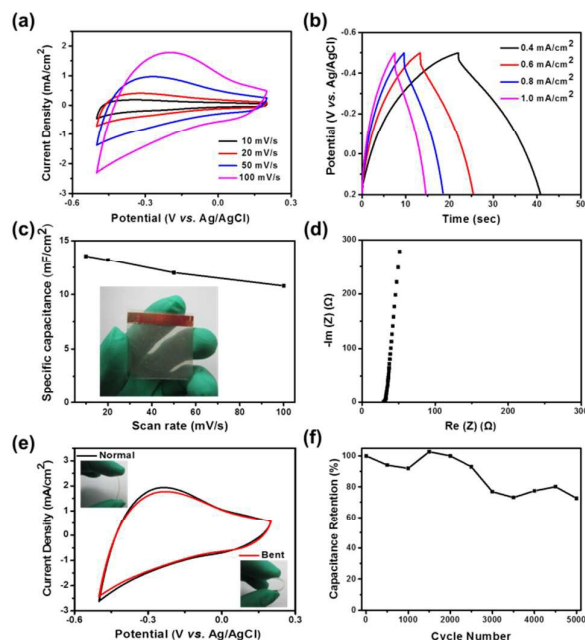 (a)
Current Density (mA/cm²)
3
2
1
0
-1
-2
-3
10 mV/s
20 mV/s
50 mV/s
100 mV/s
-0.6
-0.3
0.0
0.3
Potential (V vs. Ag/AgCl)
(b)
Potential (V vs. Ag/AgCl)
-0.6
-0.4
-0.2
0.0
0.2
0.4 mA/cm²
0.6 mA/cm²
0.8 mA/cm²
1.0 mA/cm²
0
10
20
30
40
50
Time (sec)
(c)
Specific capacitance (mF/cm²)
15
10
5
0
20
40
60
80
100
Scan rate (mV/s)
(d)
-Im (Z) (Ω)
300
200
100
0
0
100
200
300
Re (Z) (Ω)
(e)
Current Density (mA/cm²)
4
3
2
1
0
-1
-2
-3
Normal
Bent
-0.6
-0.3
0.0
0.3
Potential (V vs. Ag/AgCl)
(f)
Capacitance Retention (%)
120
100
80
60
40
20
0
0
1000
2000
3000
4000
5000
Cycle Number